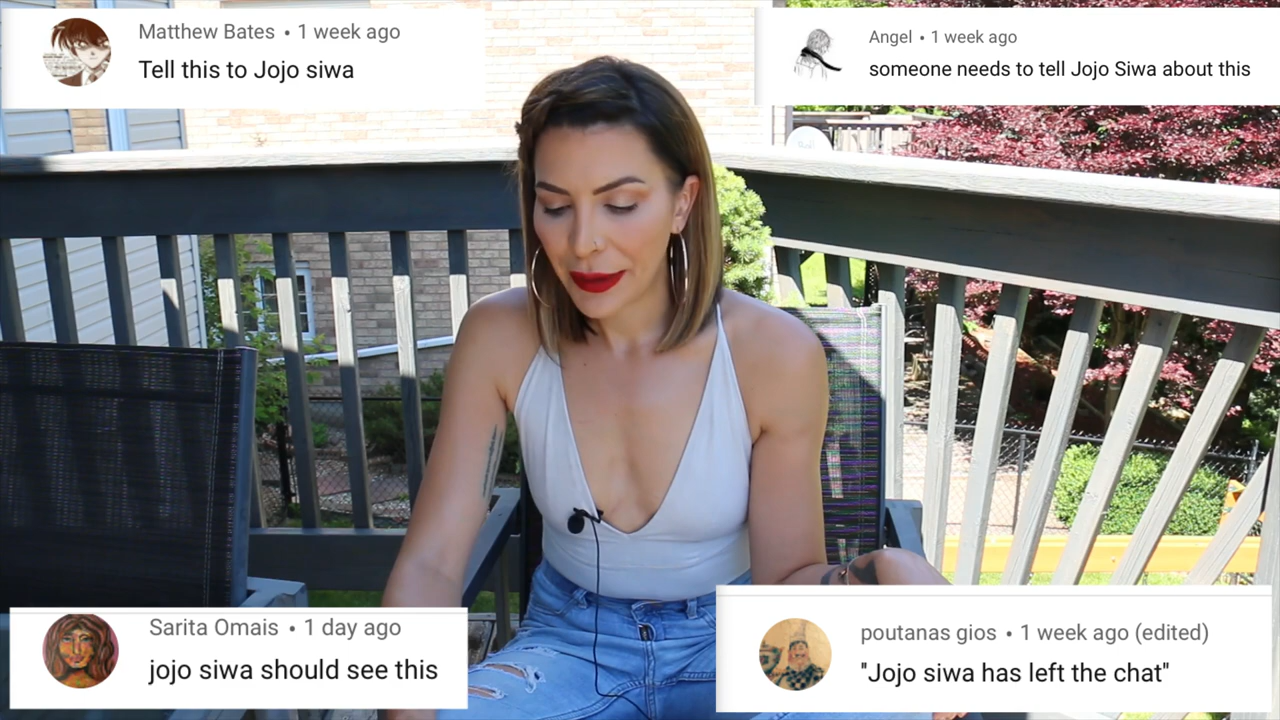 Matthew Bates • 1 week ago
Tell this to Jojo siwa
Angel • 1 week ago
someone needs to tell Jojo Siwa about this
Sarita Omais • 1 day ago
jojo siwa should see this
poutanas gios • 1 week ago (edited)
"Jojo siwa has left the chat"